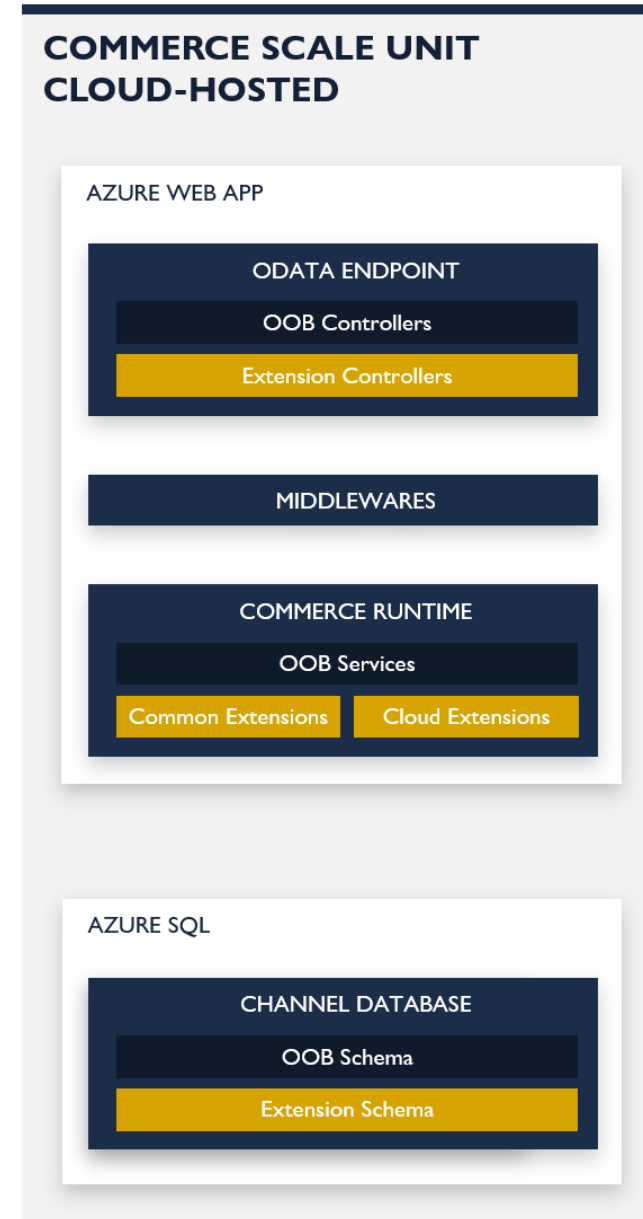 COMMERCE SCALE UNIT
CLOUD-HOSTED
AZURE WEB APP
ODATA ENDPOINT
OOB Controllers
Extension Controllers
MIDDLEWARES
COMMERCE RUNTIME
OOB Services
Common Extensions
Cloud Extensions
AZURE SQL
CHANNEL DATABASE
OOB Schema
Extension Schema